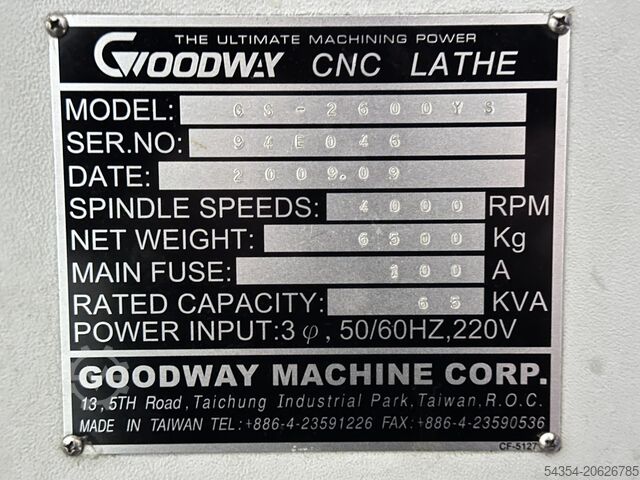 THE ULTIMATE MACHINING POWER
GOODWAY CNC LATHE
MODEL: GS-2600YS
SER.NO: 94E046
DATE: 2009.09
SPINDLE SPEEDS: 4000 RPM
NET WEIGHT: 6500 Kg
MAIN FUSE: 100 A
RATED CAPACITY: 65 KVA
POWER INPUT:3φ, 50/60HZ,220V
GOODWAY MACHINE CORP.
13, 5TH Road, Taichung Industrial Park, Taiwan, R.O.C.
MADE IN TAIWAN TEL:+886-4-23591226 FAX:+886-4-23590536
CF-5127
54354-20626785